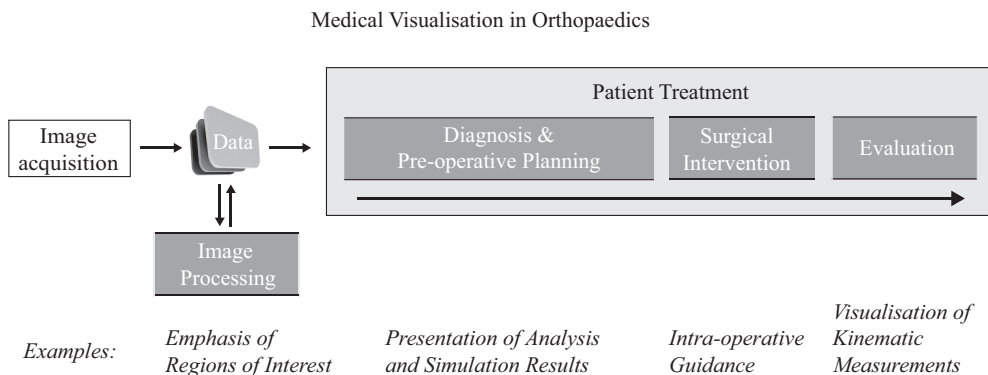 Medical Visualisation in Orthopaedics
Patient Treatment
Image
acquisition
Data
Diagnosis &
Pre-operative Planning
Surgical
Intervention
Evaluation
Image
Processing
Examples:
Emphasis of
Regions of Interest
Presentation of Analysis
and Simulation Results
Intra-operative
Guidance
Visualisation of
Kinematic
Measurements